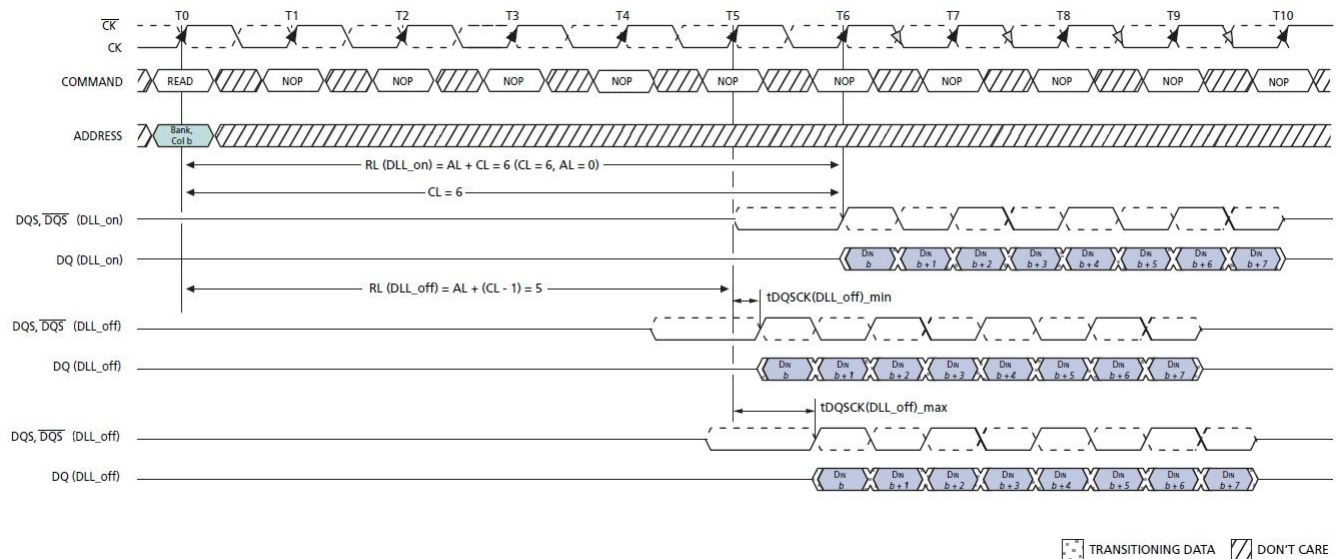 T0 T1 T2 T3 T4 T5 T6 T7 T8 T9 T10
CK
CK
COMMAND READ NOP NOP NOP NOP NOP NOP NOP NOP NOP NOP
ADDRESS Bank, Col b
RL (DLL_on) = AL + CL = 6 (CL = 6, AL = 0)
CL = 6
DQS, DQS (DLL_on)
DQ (DLL_on) DIN b DIN b + 1 DIN b + 2 DIN b + 3 DIN b + 4 DIN b + 5 DIN b + 6 DIN b + 7
RL (DLL_off) = AL + (CL - 1) = 5
tDQSCK(DLL_off)_min
DQS, DQS (DLL_off)
DQ (DLL_off) DIN b DIN b + 1 DIN b + 2 DIN b + 3 DIN b + 4 DIN b + 5 DIN b + 6 DIN b + 7
tDQSCK(DLL_off)_max
DQS, DQS (DLL_off)
DQ (DLL_off) DIN b DIN b + 1 DIN b + 2 DIN b + 3 DIN b + 4 DIN b + 5 DIN b + 6 DIN b + 7
TRANSITIONING DATA DON'T CARE